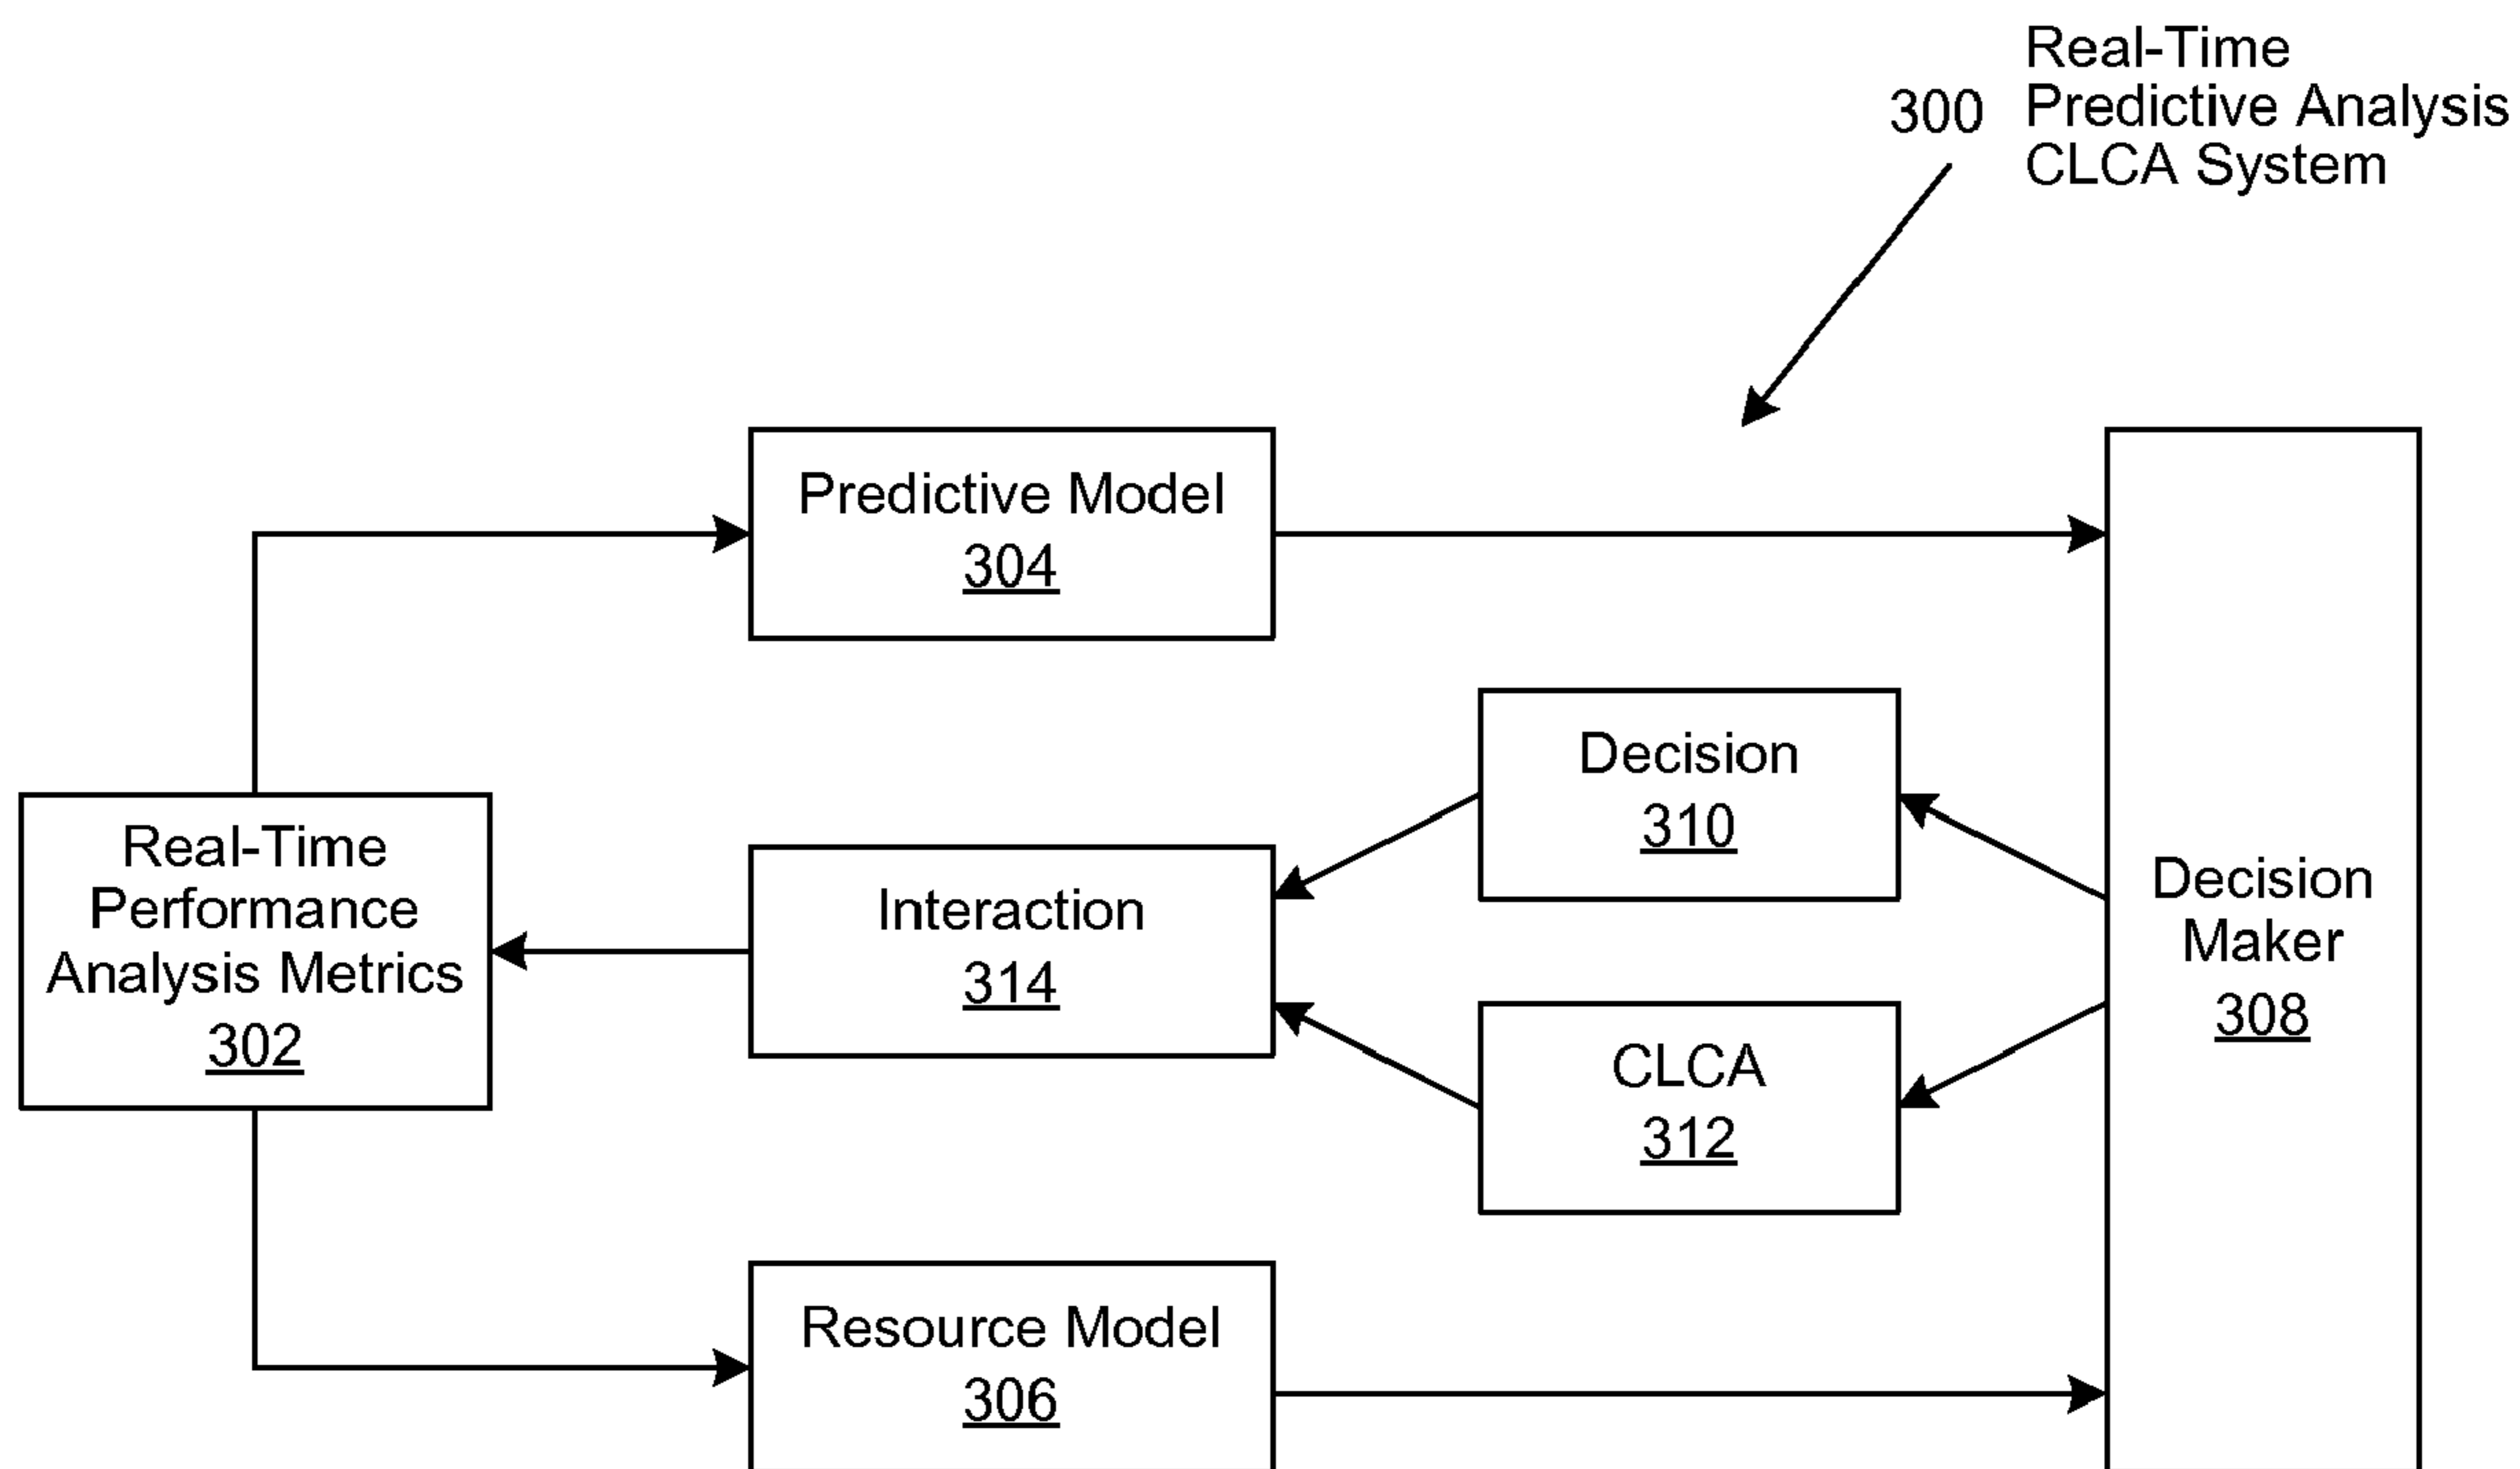 Real-Time
300 Predictive Analysis
CLCA System
Predictive Model
304
Decision
310
Real-Time
Performance
Analysis Metrics
302
Interaction
314
Decision
Maker
308
CLCA
312
Resource Model
306